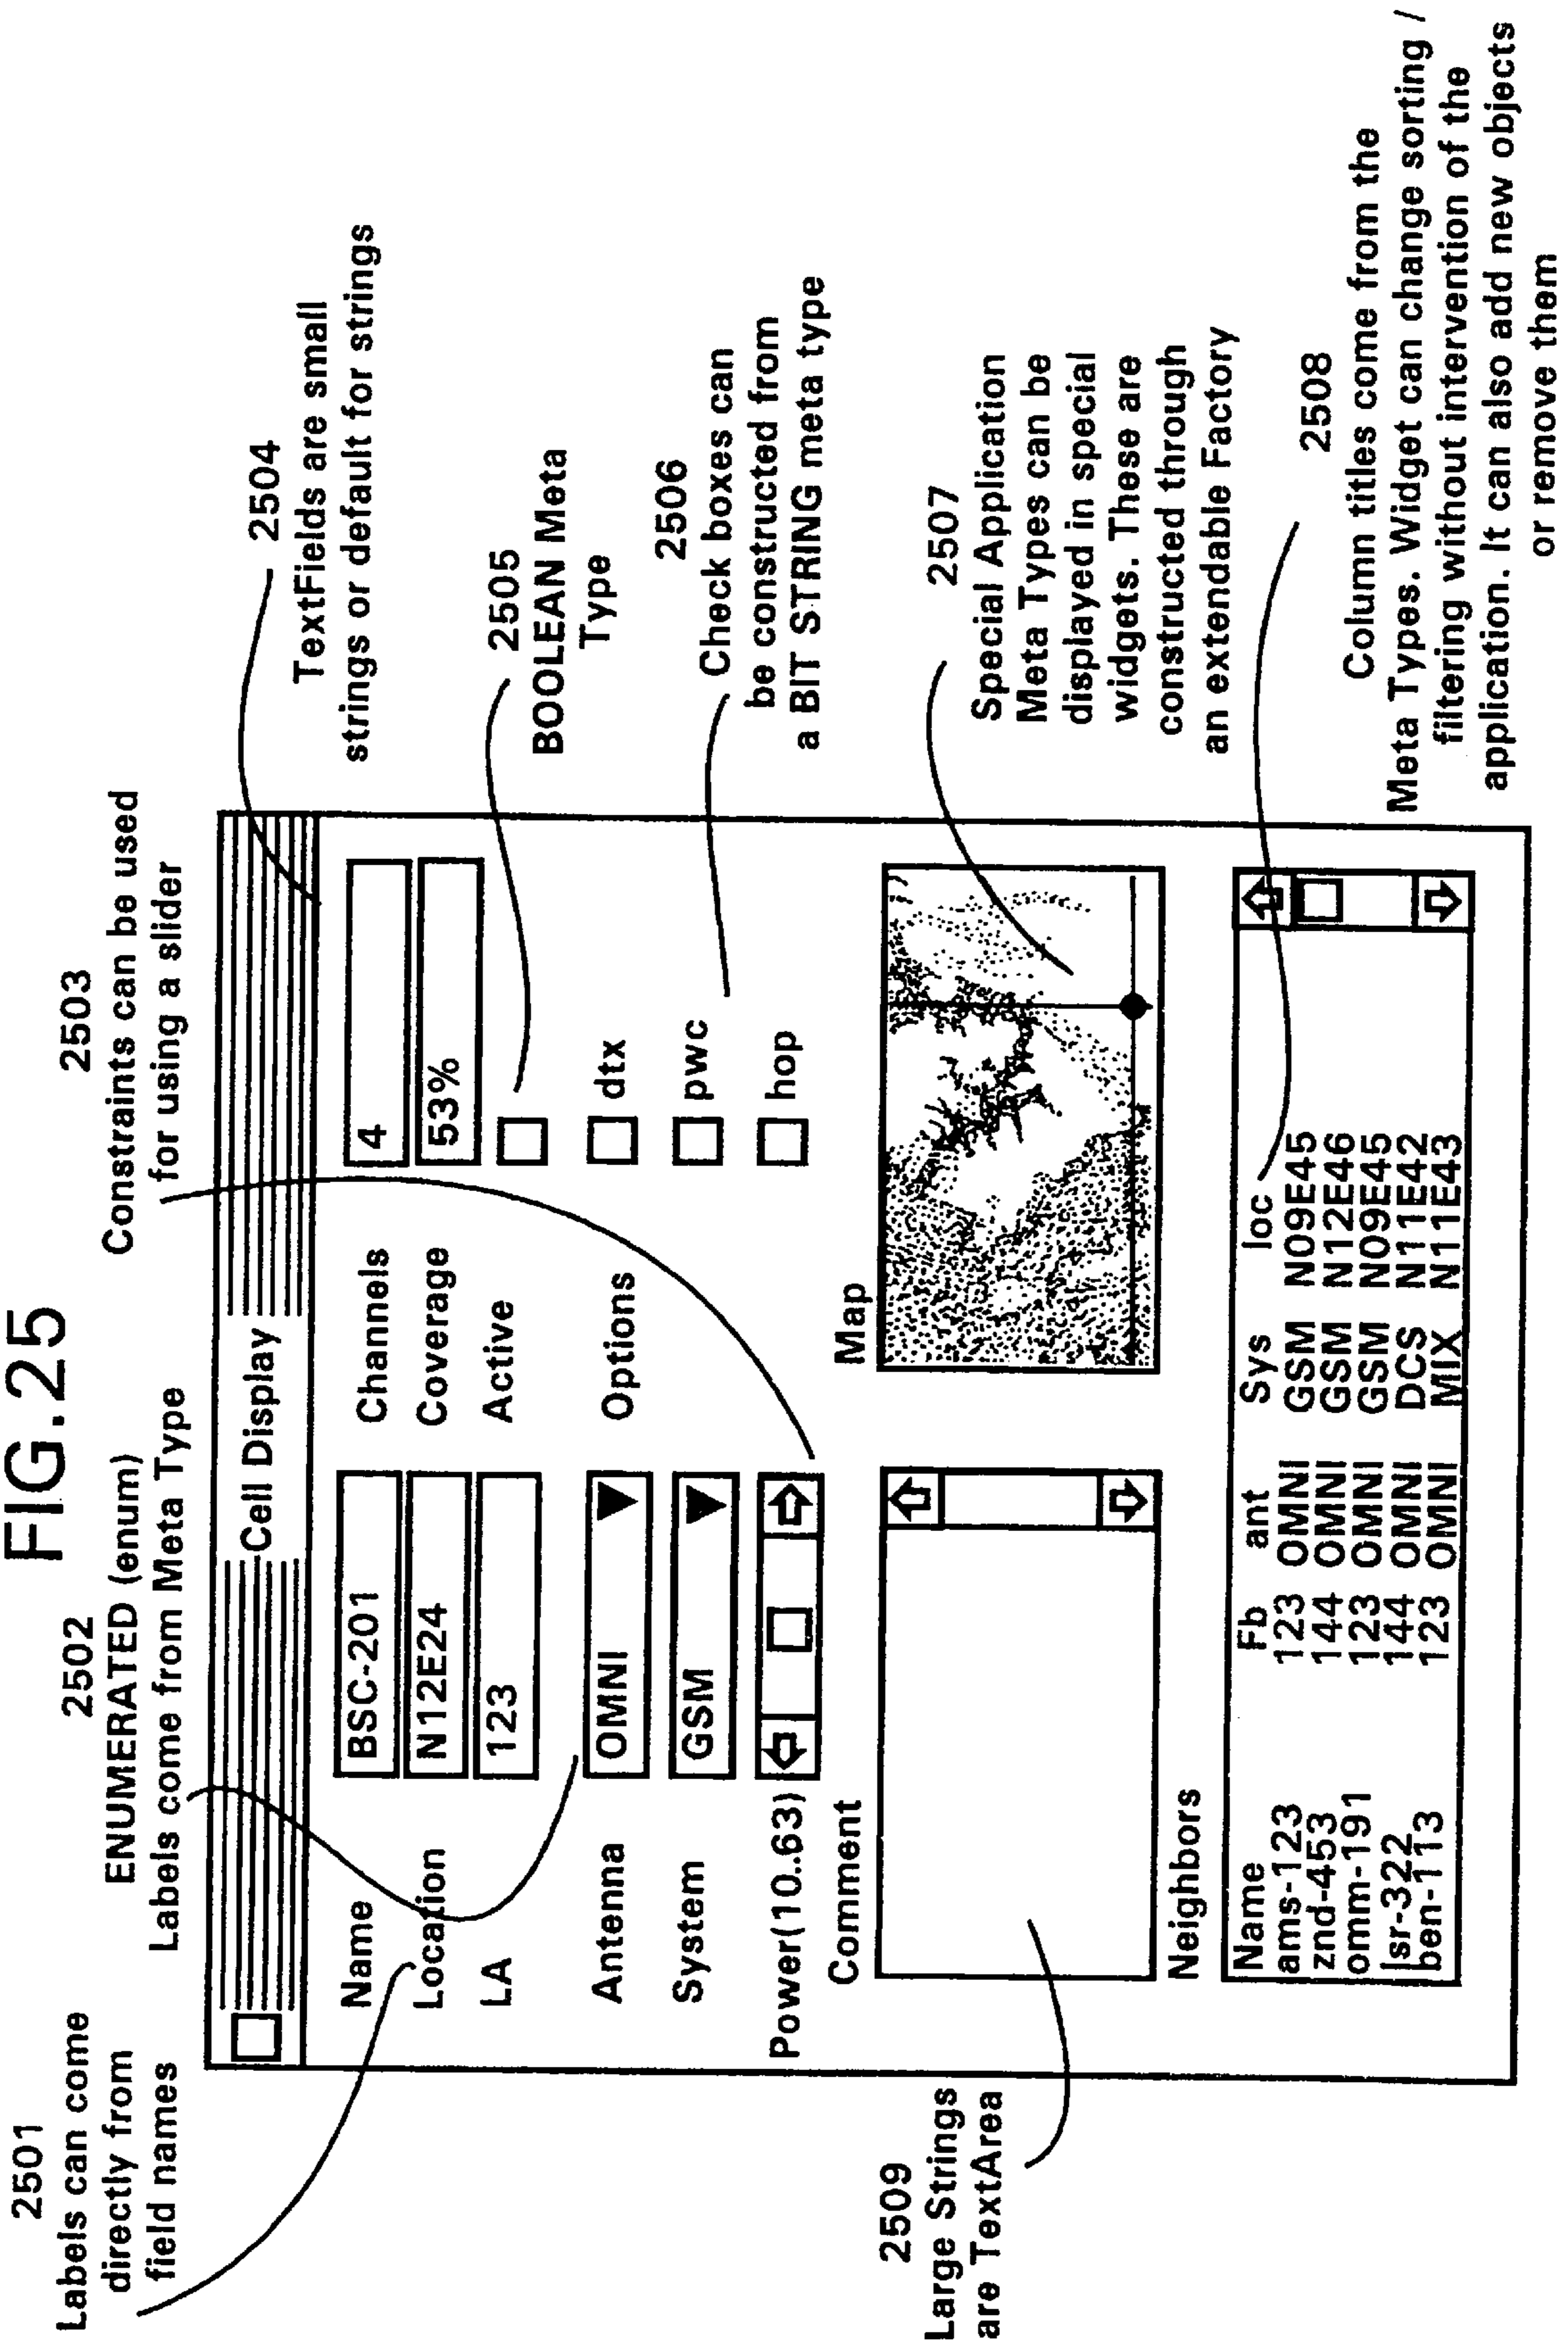 FIG.25
2501
Labels can come
directly from
field names
2502
ENUMERATED (enum)
Labels come from Meta Type
2503
Constraints can be used
for using a slider
2504
TextFields are small
strings or default for strings
2505
BOOLEAN Meta
Type
2506
Check boxes can
be constructed from
a BIT STRING meta type
2507
Special Application
Meta Types can be
displayed in special
widgets. These are
constructed through
an extendable Factory
2508
Column titles come from the
Meta Types. Widget can change sorting /
filtering without intervention of the
application. It can also add new objects
or remove them
2509
Large Strings
are TextArea
Cell Display
Name BSC-201 Channels 4
Location N12E24 Coverage 53%
LA 123 Active
Antenna OMNI Options dtx
System GSM pwc
Power(10..63) hop
Comment Map
Neighbors
Name Fb ant Sys loc
ams-123 123 OMNI GSM N09E45
znd-453 144 OMNI GSM N12E46
omm-191 123 OMNI GSM N09E45
lsr-322 144 OMNI DCS N11E42
ben-113 123 OMNI MIX N11E43